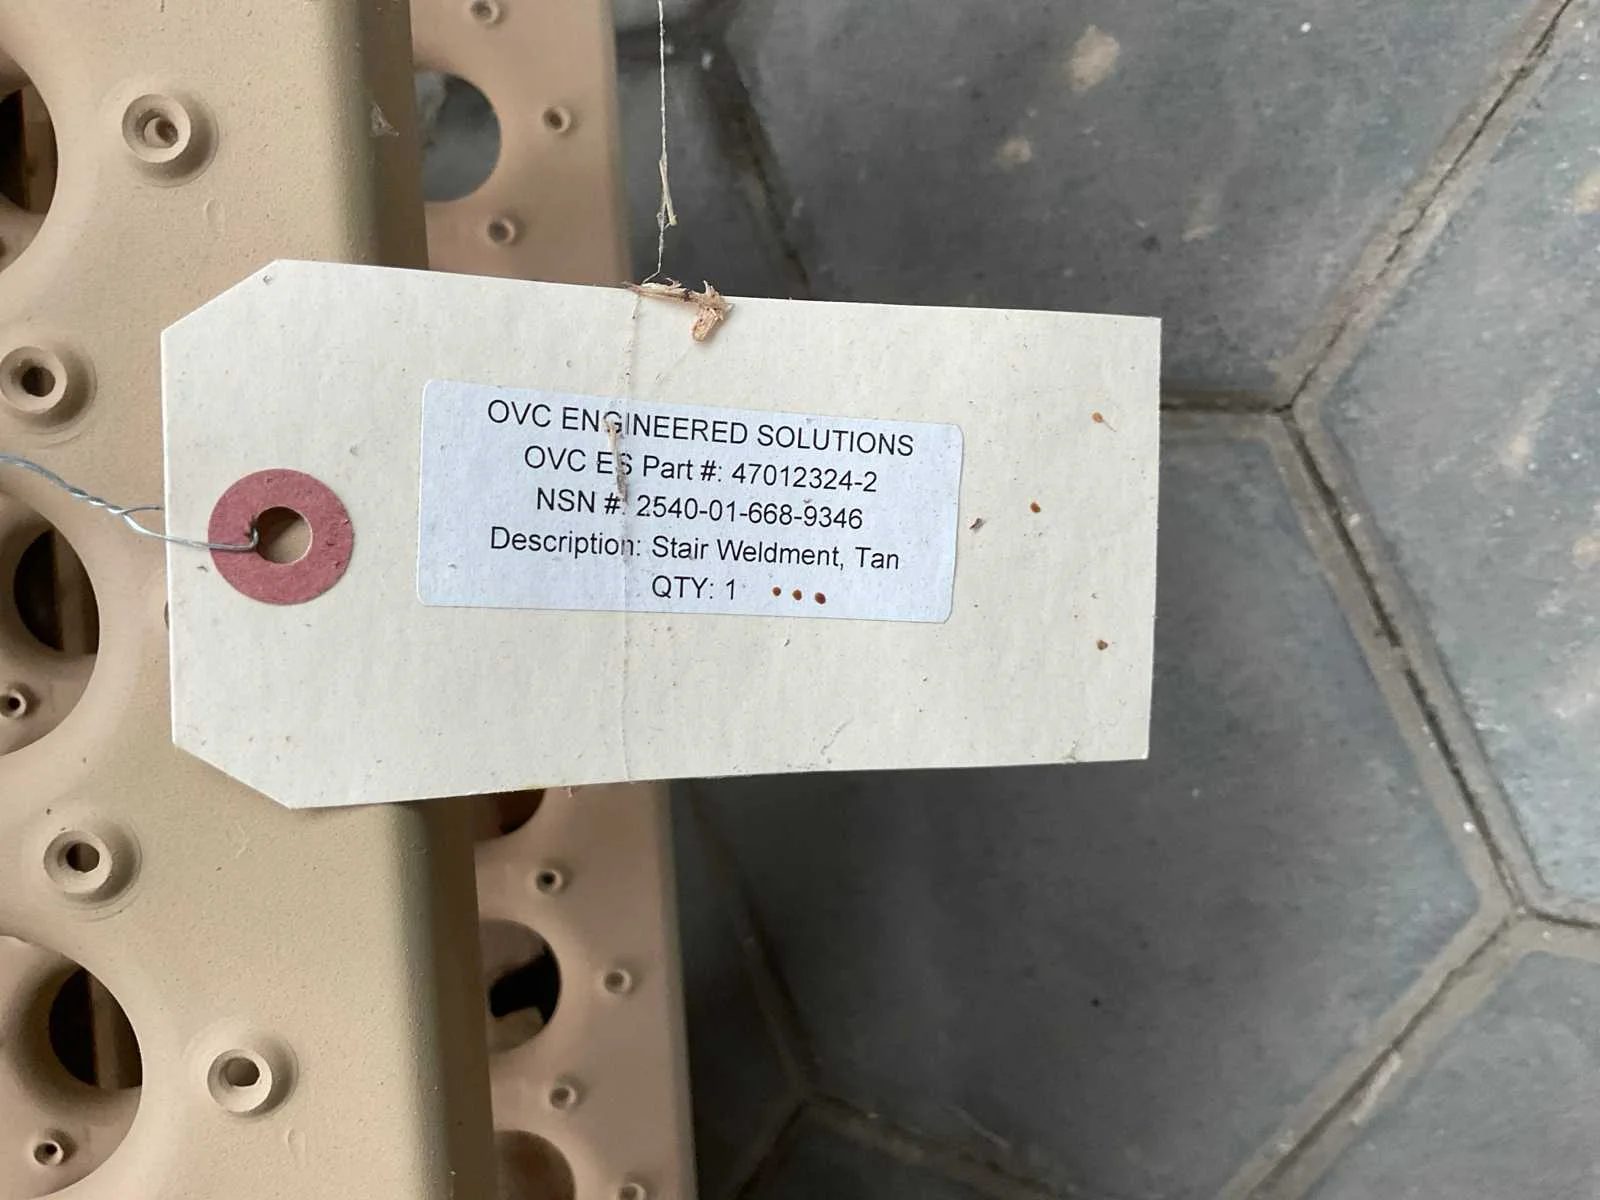 OVC ENGINEERED SOLUTIONS
OVC ES Part #: 47012324-2
NSN #: 2540-01-668-9346
Description: Stair Weldment, Tan
QTY: 1